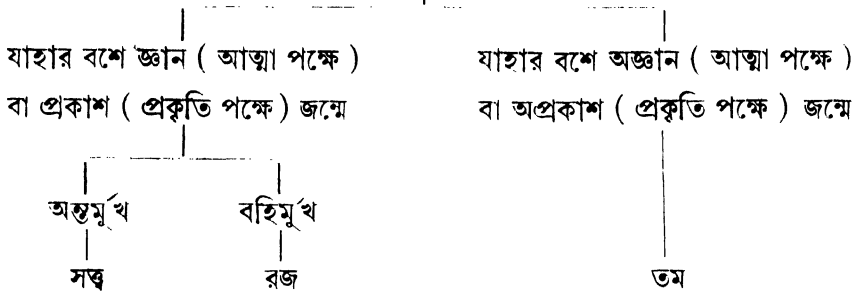 যাহার বশে জ্ঞান ( আত্মা পক্ষে )
বা প্রকাশ ( প্রকৃতি পক্ষে ) জন্মে
যাহার বশে অজ্ঞান ( আত্মা পক্ষে )
বা অপ্রকাশ ( প্রকৃতি পক্ষে ) জন্মে
অন্তর্মুখ
বহির্মুখ
সত্ত্ব
রজ
তম